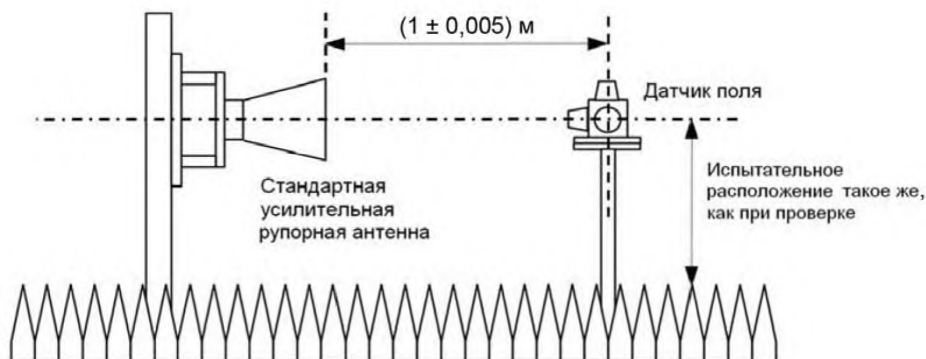 (1 ± 0,005) м
Датчик поля
Стандартная
усилительная
рупорная антенна
Испытательное
расположение такое же,
как при проверке